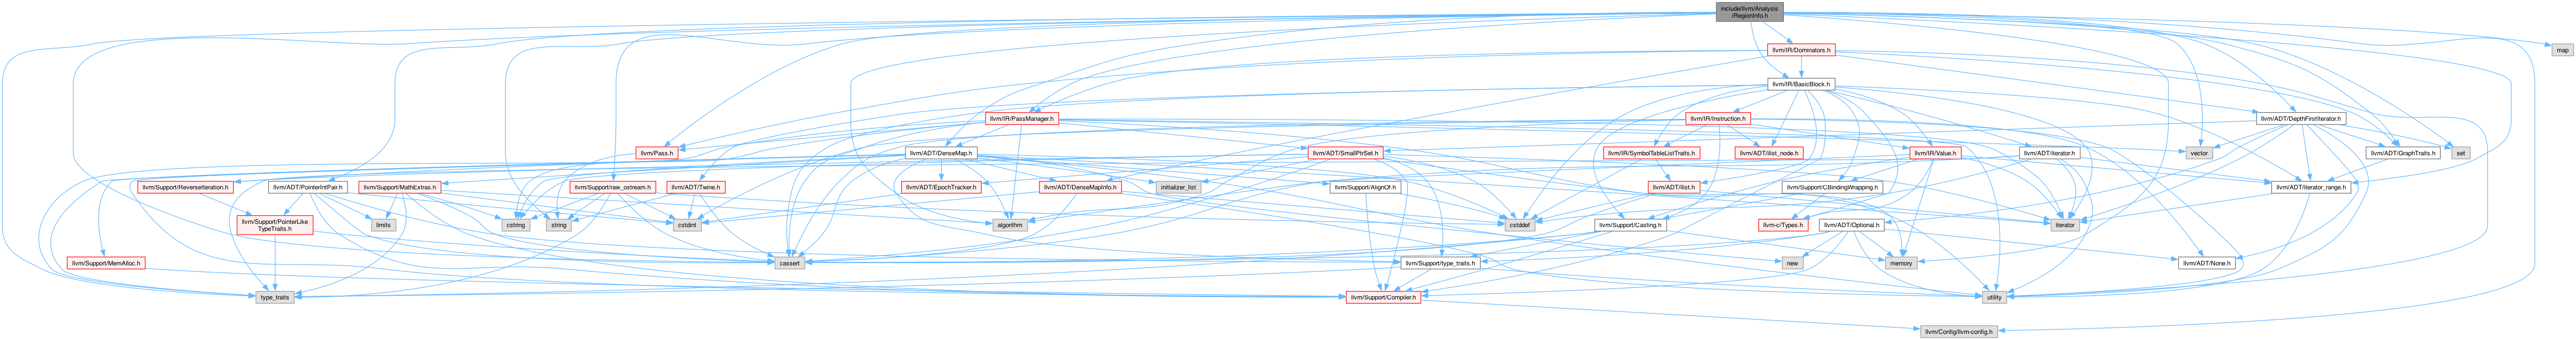 include/llvm/Analysis
/RegionInfo.h
map
llvm/IR/Dominators.h
llvm/IR/BasicBlock.h
llvm/IR/PassManager.h
llvm/IR/Instruction.h
llvm/ADT/DepthFirstIterator.h
llvm/Pass.h
llvm/ADT/DenseMap.h
llvm/ADT/SmallPtrSet.h
llvm/IR/SymbolTableListTraits.h
llvm/ADT/ilist_node.h
llvm/IR/Value.h
llvm/ADT/iterator.h
vector
llvm/ADT/GraphTraits.h
set
llvm/Support/ReverseIteration.h
llvm/ADT/PointerIntPair.h
llvm/Support/MathExtras.h
llvm/Support/raw_ostream.h
llvm/ADT/Twine.h
llvm/ADT/EpochTracker.h
llvm/ADT/DenseMapInfo.h
initializer_list
llvm/Support/AlignOf.h
llvm/ADT/ilist.h
llvm/Support/CBindingWrapping.h
llvm/ADT/iterator_range.h
llvm/Support/PointerLike
TypeTraits.h
limits
cstring
string
cstdint
algorithm
cstddef
llvm/Support/Casting.h
llvm-c/Types.h
llvm/ADT/Optional.h
iterator
llvm/Support/MemAlloc.h
cassert
llvm/Support/type_traits.h
new
memory
llvm/ADT/None.h
type_traits
llvm/Support/Compiler.h
utility
llvm/Config/llvm-config.h